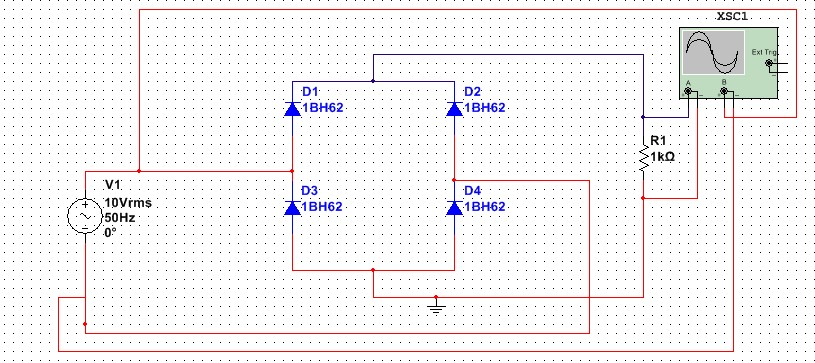 XSC1
Ext Trig
A
B
D1
1BH62
D2
1BH62
R1
1kΩ
V1
10Vrms
50Hz
0°
D3
1BH62
D4
1BH62